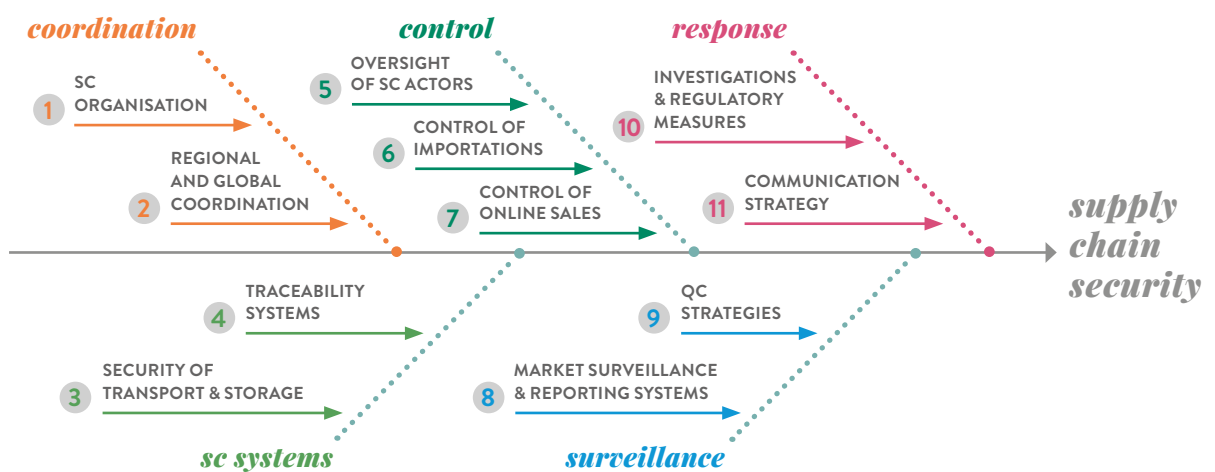 coordination
1
SC
ORGANISATION
2
REGIONAL
AND GLOBAL
COORDINATION
control
5
OVERSIGHT
OF SC ACTORS
6
CONTROL OF
IMPORTATIONS
7
CONTROL OF
ONLINE SALES
response
10
INVESTIGATIONS
& REGULATORY
MEASURES
11
COMMUNICATION
STRATEGY
supply
chain
security
4
TRACEABILITY
SYSTEMS
3
SECURITY OF
TRANSPORT & STORAGE
sc systems
9
QC
STRATEGIES
8
MARKET SURVEILLANCE
& REPORTING SYSTEMS
surveillance